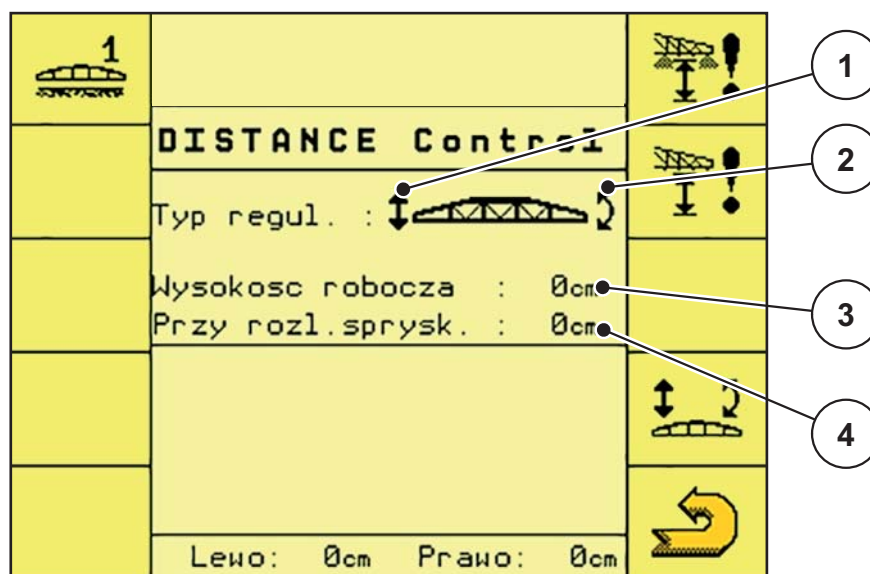 1
DISTANCE Control
Typ regul. :
Wysokosc robocza : 0cm
Przy rozl.sprysk. : 0cm
Lewo: 0cm Prawo: 0cm
1
2
3
4